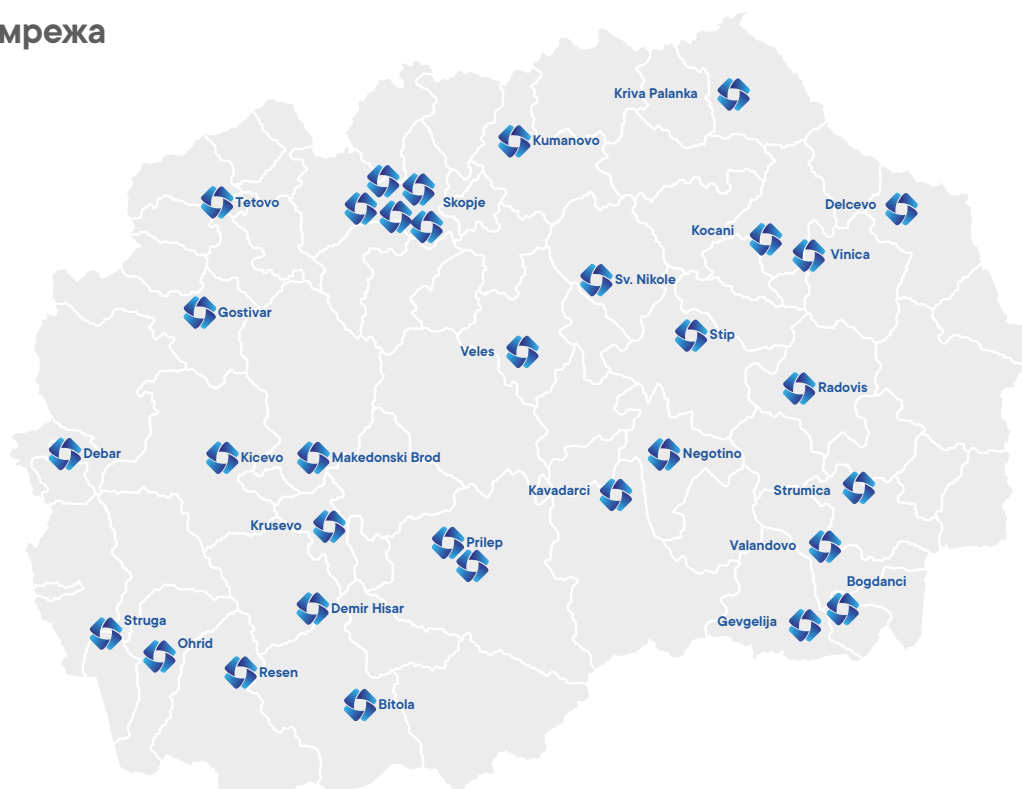 мрежа
Kriva Palanka
Kumanovo
Tetovo
Skopje
Delcevo
Kocani
Vinica
Sv. Nikole
Gostivar
Stip
Veles
Radovis
Debar
Kicevo
Makedonski Brod
Negotino
Kavadarci
Strumica
Krusevo
Prilep
Valandovo
Bogdanci
Demir Hisar
Struga
Gevgelija
Ohrid
Resen
Bitola